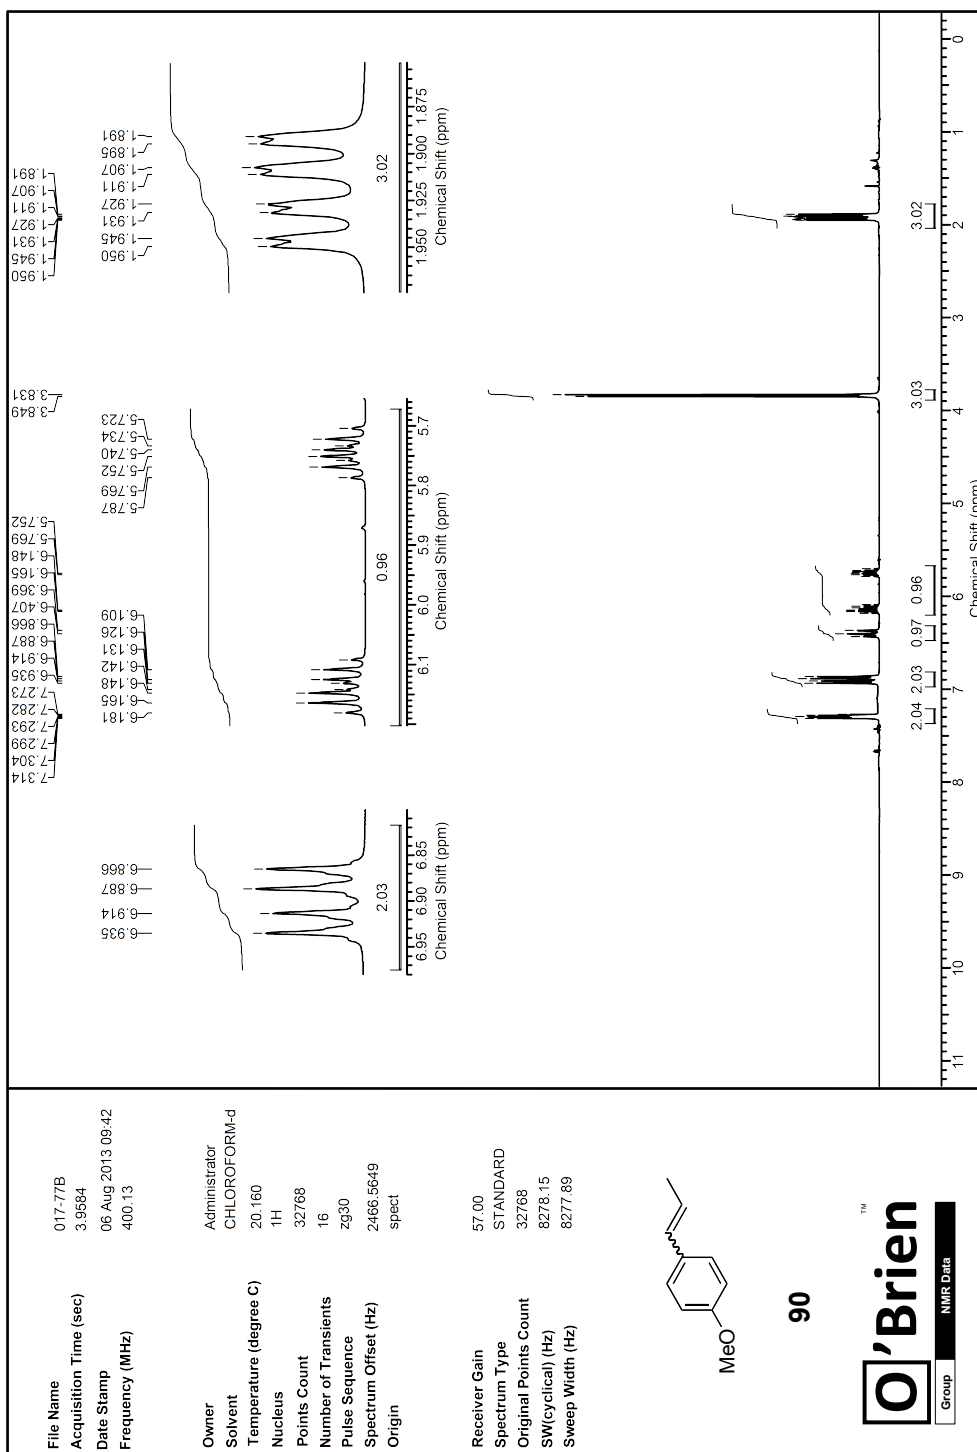 File Name 017-77B
Acquisition Time (sec) 3.9584
Date Stamp 06 Aug 2013 09:42
Frequency (MHz) 400.13
Owner Administrator
Solvent CHLOROFORM-d
Temperature (degree C) 20.160
Nucleus 1H
Points Count 32768
Number of Transients 16
Pulse Sequence zg30
Spectrum Offset (Hz) 2466.5649
Origin spect
Receiver Gain 57.00
Spectrum Type STANDARD
Original Points Count 32768
SW(cyclical) (Hz) 8278.15
Sweep Width (Hz) 8277.89
MeO
90
O'Brien ™
Group NMR Data
7.314
7.304
7.299
7.293
7.282
7.273
6.935
6.914
6.887
6.866
6.407
6.369
6.165
6.148
5.769
5.752
3.849
3.831
1.950
1.945
1.931
1.927
1.911
1.907
1.891
6.935
6.914
6.887
6.866
2.03
6.95 6.90 6.85
Chemical Shift (ppm)
6.181
6.165
6.148
6.142
6.131
6.126
6.109
5.787
5.769
5.752
5.740
5.734
5.723
0.96
6.1 6.0 5.9 5.8 5.7
Chemical Shift (ppm)
1.950
1.945
1.931
1.927
1.911
1.907
1.895
1.891
3.02
1.950 1.925 1.900 1.875
Chemical Shift (ppm)
2.04 2.03 0.97 0.96 3.03 3.02
11 10 9 8 7 6 5 4 3 2 1 0
Chemical Shift (ppm)